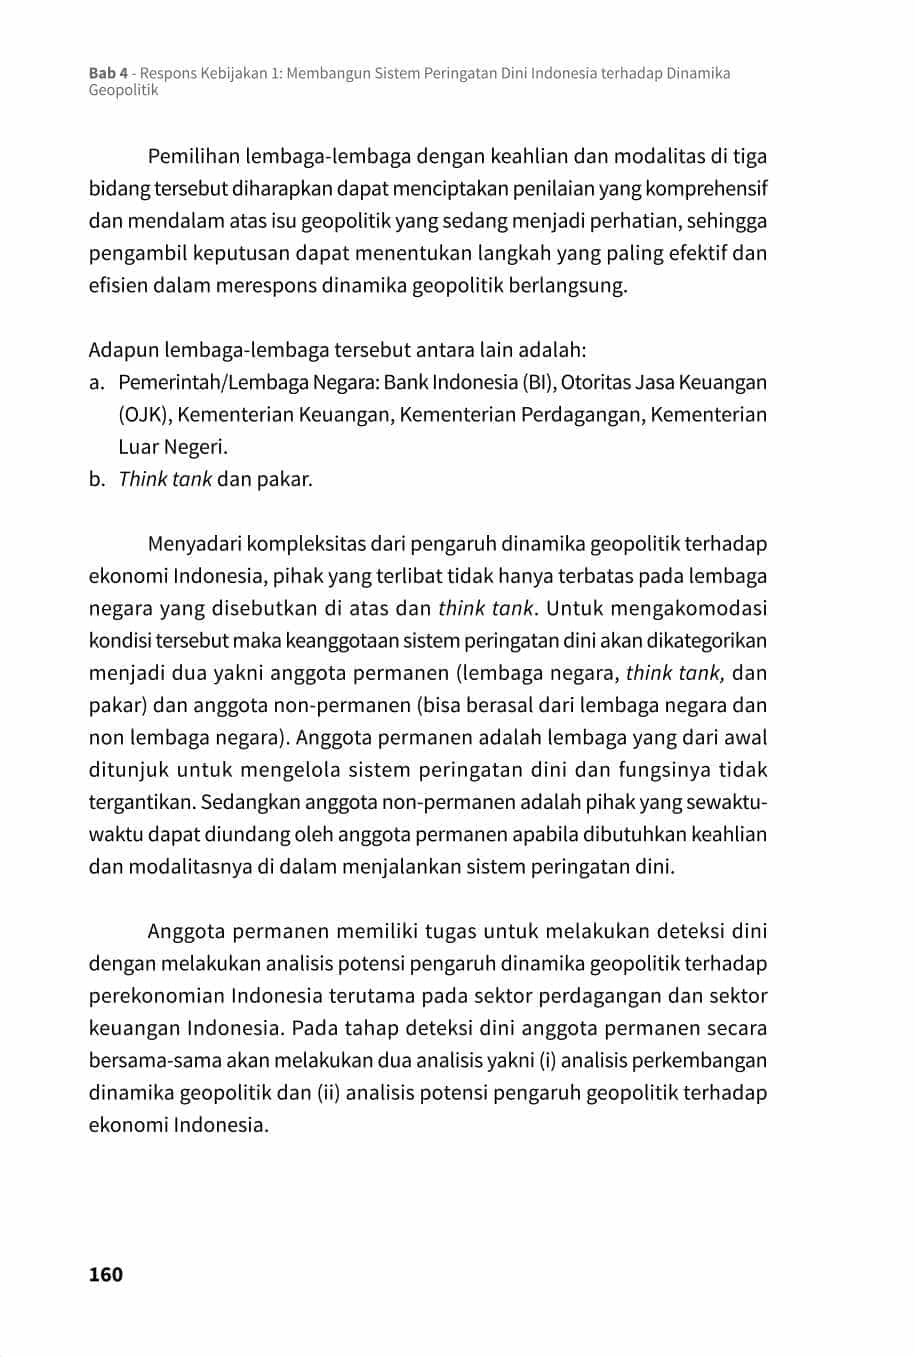 Bab 4 - Respons Kebijakan 1: Membangun Sistem Peringatan Dini Indonesia terhadap Dinamika
Geopolitik
Pemilihan lembaga-lembaga dengan keahlian dan modalitas di tiga
bidang tersebut diharapkan dapat menciptakan penilaian yang komprehensif
dan mendalam atas isu geopolitik yang sedang menjadi perhatian, sehingga
pengambil keputusan dapat menentukan langkah yang paling efektif dan
efisien dalam merespons dinamika geopolitik berlangsung.
Adapun lembaga-lembaga tersebut antara lain adalah:
a. Pemerintah/Lembaga Negara: Bank Indonesia (BI), Otoritas Jasa Keuangan
(OJK), Kementerian Keuangan, Kementerian Perdagangan, Kementerian
Luar Negeri.
b. Think tank dan pakar.
Menyadari kompleksitas dari pengaruh dinamika geopolitik terhadap
ekonomi Indonesia, pihak yang terlibat tidak hanya terbatas pada lembaga
negara yang disebutkan di atas dan think tank. Untuk mengakomodasi
kondisi tersebut maka keanggotaan sistem peringatan dini akan dikategorikan
menjadi dua yakni anggota permanen (lembaga negara, think tank, dan
pakar) dan anggota non-permanen (bisa berasal dari lembaga negara dan
non lembaga negara). Anggota permanen adalah lembaga yang dari awal
ditunjuk untuk mengelola sistem peringatan dini dan fungsinya tidak
tergantikan. Sedangkan anggota non-permanen adalah pihak yang sewaktu-
waktu dapat diundang oleh anggota permanen apabila dibutuhkan keahlian
dan modalitasnya di dalam menjalankan sistem peringatan dini.
Anggota permanen memiliki tugas untuk melakukan deteksi dini
dengan melakukan analisis potensi pengaruh dinamika geopolitik terhadap
perekonomian Indonesia terutama pada sektor perdagangan dan sektor
keuangan Indonesia. Pada tahap deteksi dini anggota permanen secara
bersama-sama akan melakukan dua analisis yakni (i) analisis perkembangan
dinamika geopolitik dan (ii) analisis potensi pengaruh geopolitik terhadap
ekonomi Indonesia.
160